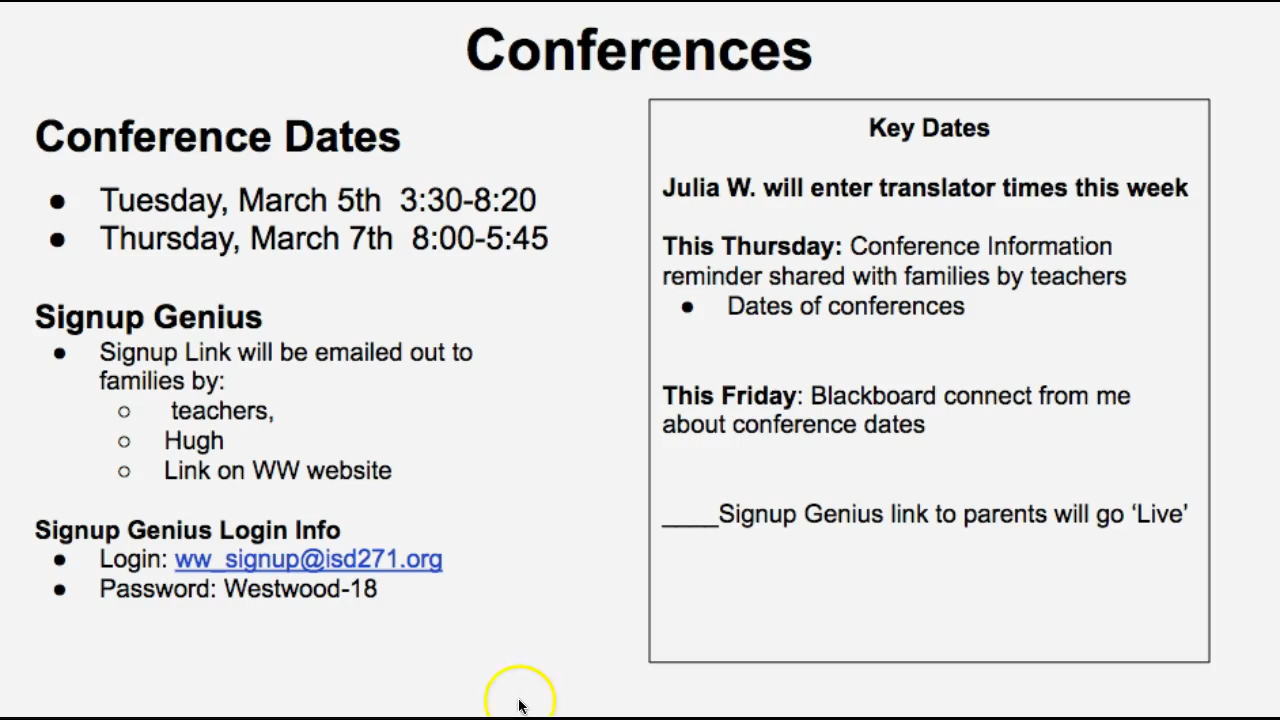 Conferences
Conference Dates
● Tuesday, March 5th 3:30-8:20
● Thursday, March 7th 8:00-5:45
Signup Genius
● Signup Link will be emailed out to
families by:
○ teachers,
○ Hugh
○ Link on WW website
Signup Genius Login Info
● Login: ww_signup@isd271.org
● Password: Westwood-18
Key Dates
Julia W. will enter translator times this week
This Thursday: Conference Information
reminder shared with families by teachers
● Dates of conferences
This Friday: Blackboard connect from me
about conference dates
____Signup Genius link to parents will go ‘Live’